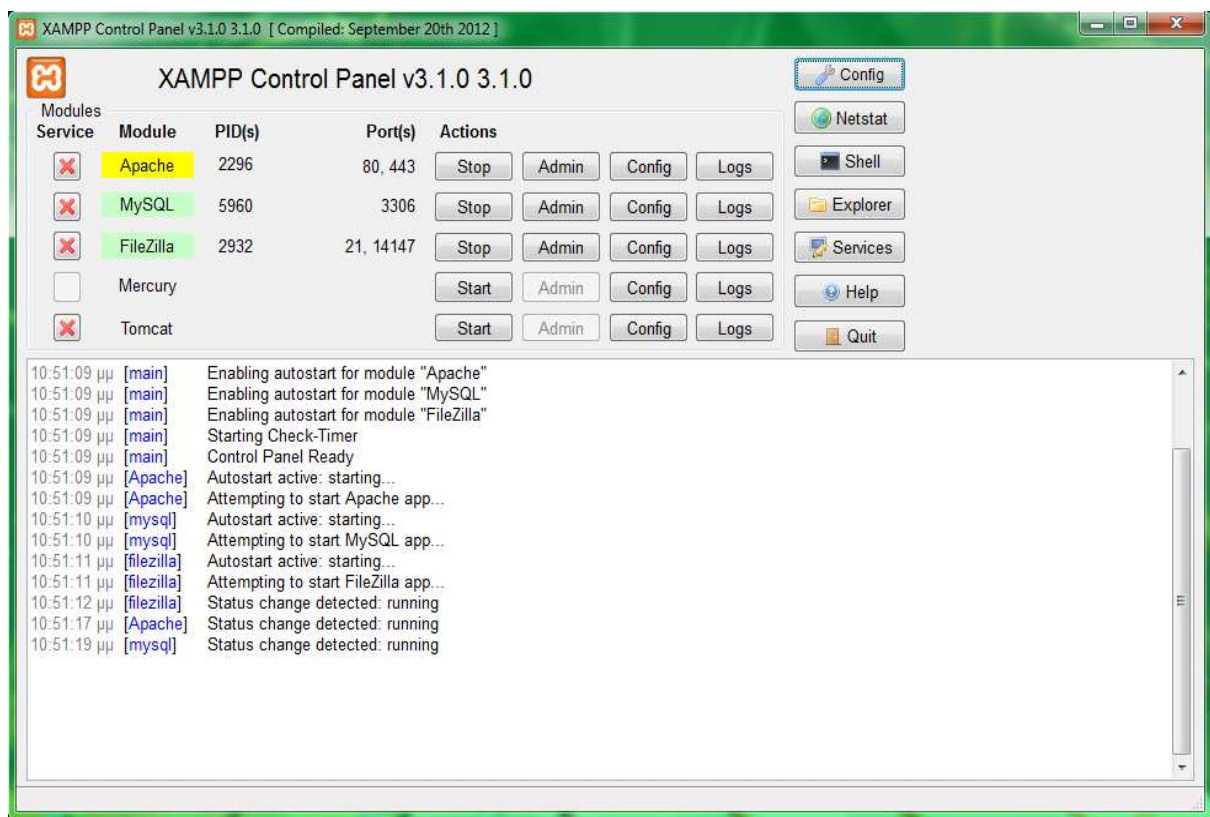 XAMPP Control Panel v3.1.0 3.1.0 [ Compiled: September 20th 2012 ]
XAMPP Control Panel v3.1.0 3.1.0
Config
Modules
Netstat
Service Module PID(s) Port(s) Actions
Apache 2296 80, 443 Stop Admin Config Logs
Shell
MySQL 5960 3306 Stop Admin Config Logs
Explorer
FileZilla 2932 21, 14147 Stop Admin Config Logs
Services
Mercury Start Admin Config Logs
Help
Tomcat Start Admin Config Logs
Quit
10:51:09 μμ [main] Enabling autostart for module "Apache"
10:51:09 μμ [main] Enabling autostart for module "MySQL"
10:51:09 μμ [main] Enabling autostart for module "FileZilla"
10:51:09 μμ [main] Starting Check-Timer
10:51:09 μμ [main] Control Panel Ready
10:51:09 μμ [Apache] Autostart active: starting...
10:51:09 μμ [Apache] Attempting to start Apache app...
10:51:10 μμ [mysql] Autostart active: starting...
10:51:10 μμ [mysql] Attempting to start MySQL app...
10:51:11 μμ [filezilla] Autostart active: starting...
10:51:11 μμ [filezilla] Attempting to start FileZilla app...
10:51:12 μμ [filezilla] Status change detected: running
10:51:17 μμ [Apache] Status change detected: running
10:51:19 μμ [mysql] Status change detected: running